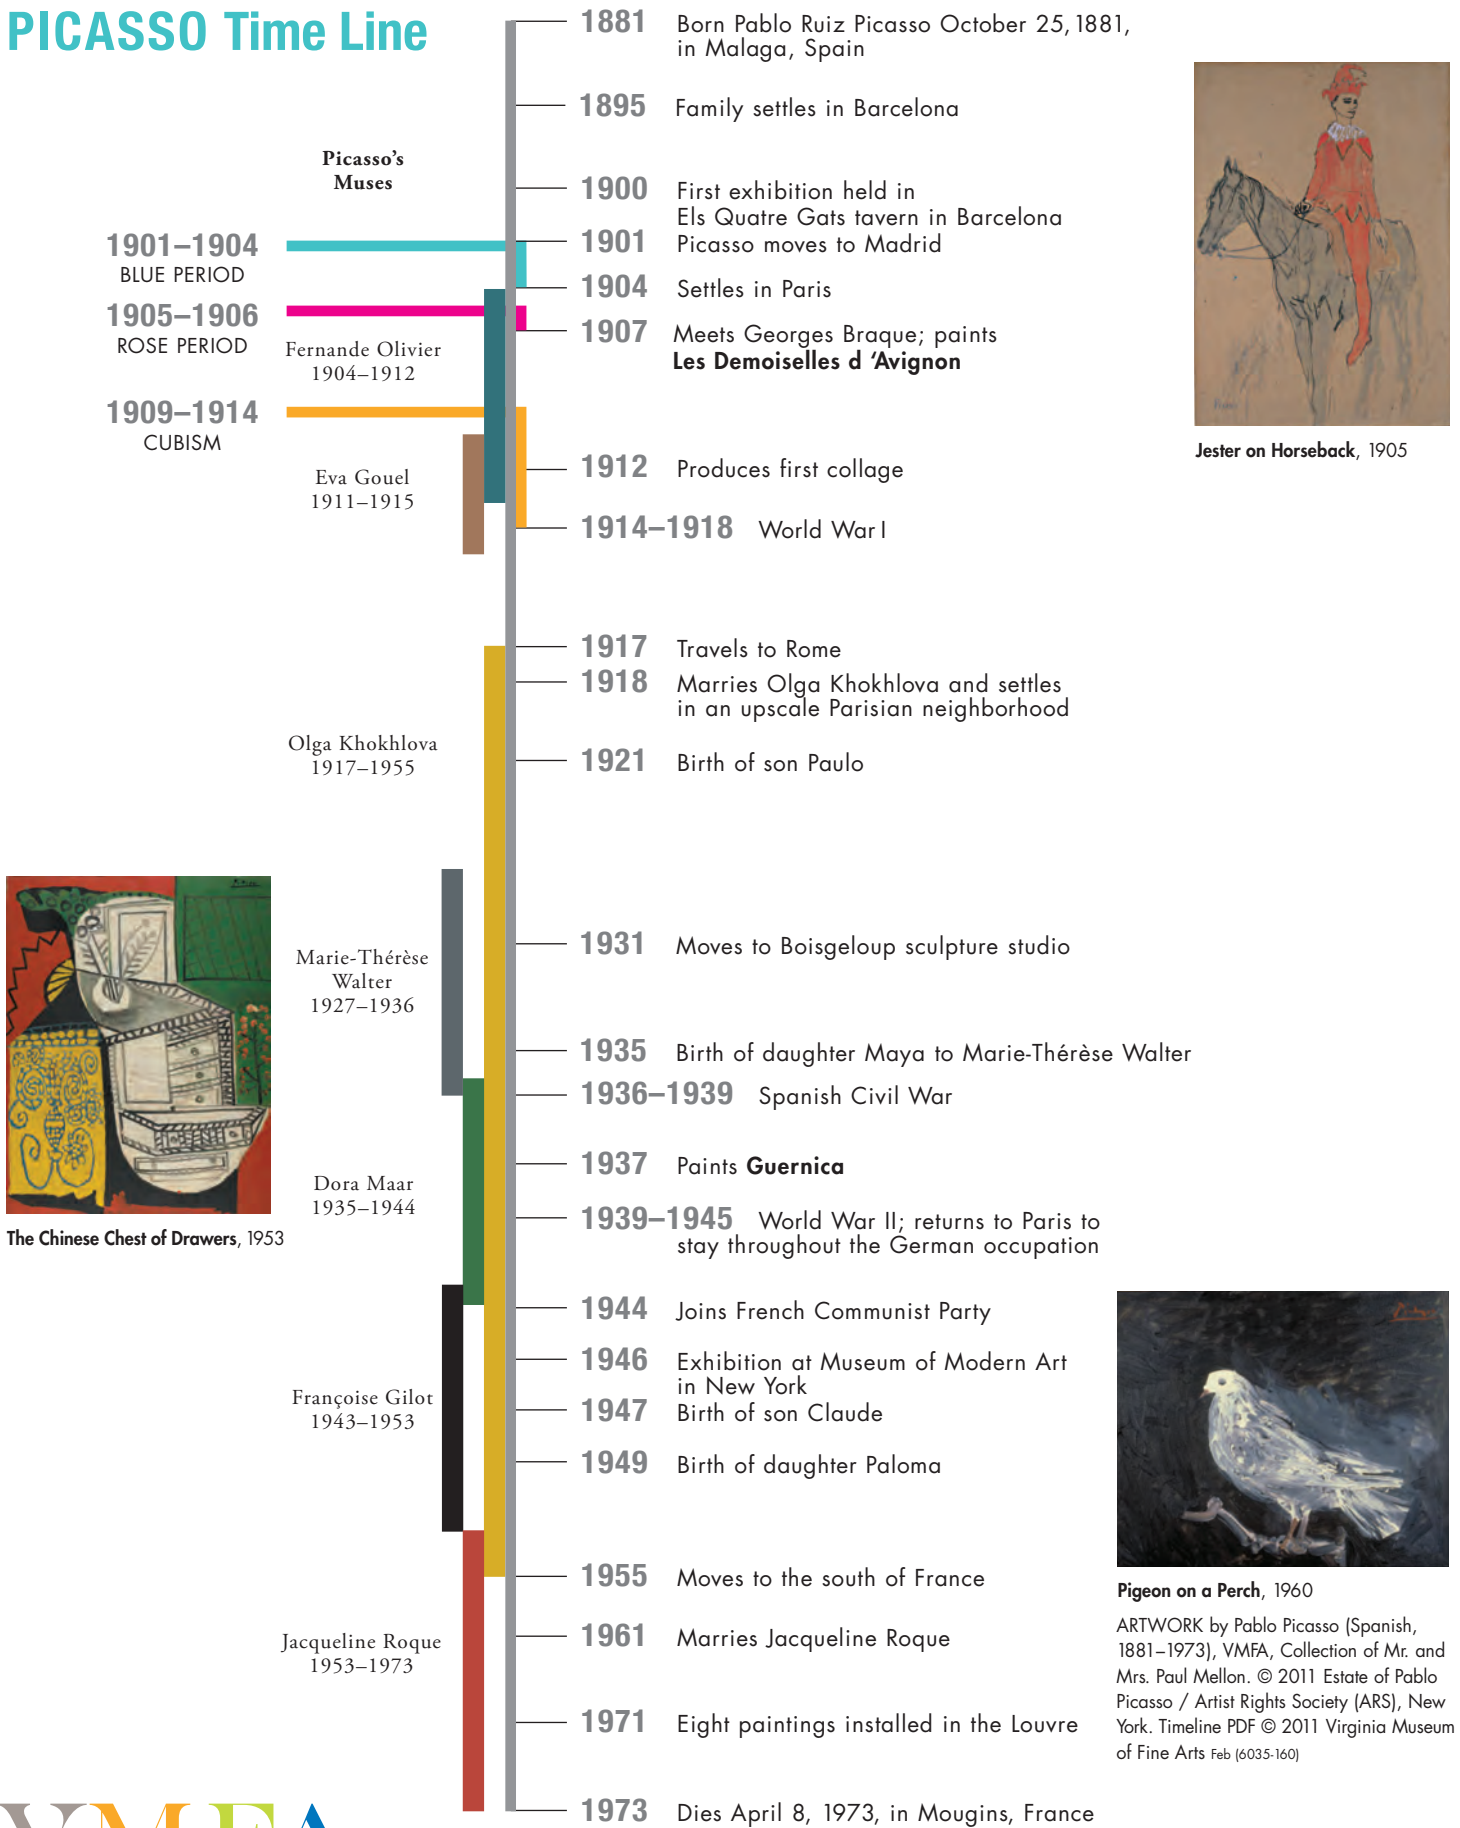 PICASSO Time Line
1881 Born Pablo Ruiz Picasso October 25, 1881,
in Malaga, Spain
1895 Family settles in Barcelona
Picasso's
Muses
1900 First exhibition held in
Els Quatre Gats tavern in Barcelona
1901 Picasso moves to Madrid
1901–1904
BLUE PERIOD
1904 Settles in Paris
1905–1906
ROSE PERIOD
1907 Meets Georges Braque; paints
Les Demoiselles d 'Avignon
Fernande Olivier
1904–1912
1909–1914
CUBISM
Jester on Horseback, 1905
Eva Gouel
1911–1915
1912 Produces first collage
1914–1918 World War I
1917 Travels to Rome
1918 Marries Olga Khokhlova and settles
in an upscale Parisian neighborhood
Olga Khokhlova
1917–1955
1921 Birth of son Paulo
1931 Moves to Boisgeloup sculpture studio
Marie-Thérèse
Walter
1927–1936
1935 Birth of daughter Maya to Marie-Thérèse Walter
1936–1939 Spanish Civil War
1937 Paints Guernica
Dora Maar
1935–1944
1939–1945 World War II; returns to Paris to
stay throughout the German occupation
The Chinese Chest of Drawers, 1953
1944 Joins French Communist Party
1946 Exhibition at Museum of Modern Art
in New York
Françoise Gilot
1943–1953
1947 Birth of son Claude
1949 Birth of daughter Paloma
1955 Moves to the south of France
Pigeon on a Perch, 1960
ARTWORK by Pablo Picasso (Spanish,
1881–1973), VMFA, Collection of Mr. and
Mrs. Paul Mellon. © 2011 Estate of Pablo
Picasso / Artist Rights Society (ARS), New
York. Timeline PDF © 2011 Virginia Museum
of Fine Arts Feb (6035-160)
Jacqueline Roque
1953–1973
1961 Marries Jacqueline Roque
1971 Eight paintings installed in the Louvre
1973 Dies April 8, 1973, in Mougins, France
VMFA